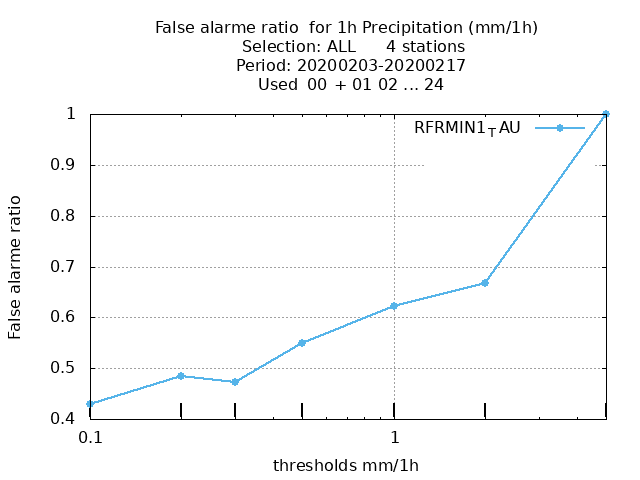 False alarme ratio  for 1h Precipitation (mm/1h)
Selection: ALL      4 stations
Period: 20200203-20200217
Used  00 + 01 02 ... 24
RFRMIN1TAU
1
0.9
0.8
0.7
0.6
0.5
0.4
False alarme ratio
0.1
1
thresholds mm/1h